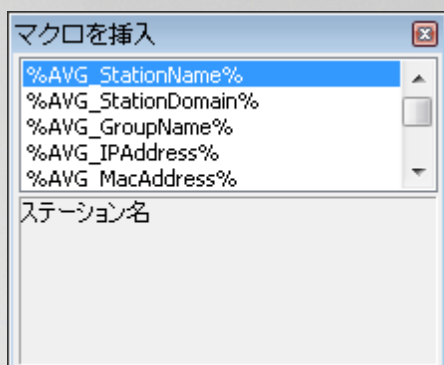 マクロを挿入
%AVG_StationName%
%AVG_StationDomain%
%AVG_GroupName%
%AVG_IPAddress%
%AVG_MacAddress%
ステーション名